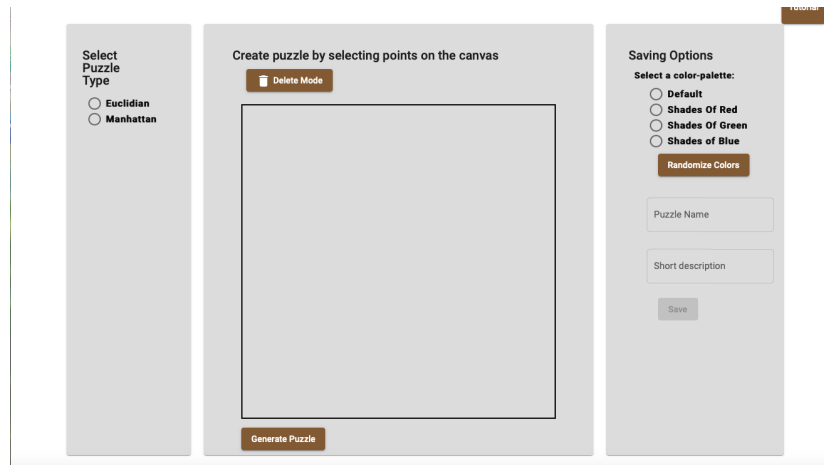 Tutorial
Select
Puzzle
Type
Euclidian
Manhattan
Create puzzle by selecting points on the canvas
Delete Mode
Generate Puzzle
Saving Options
Select a color-palette:
Default
Shades Of Red
Shades Of Green
Shades of Blue
Randomize Colors
Puzzle Name
Short description
Save